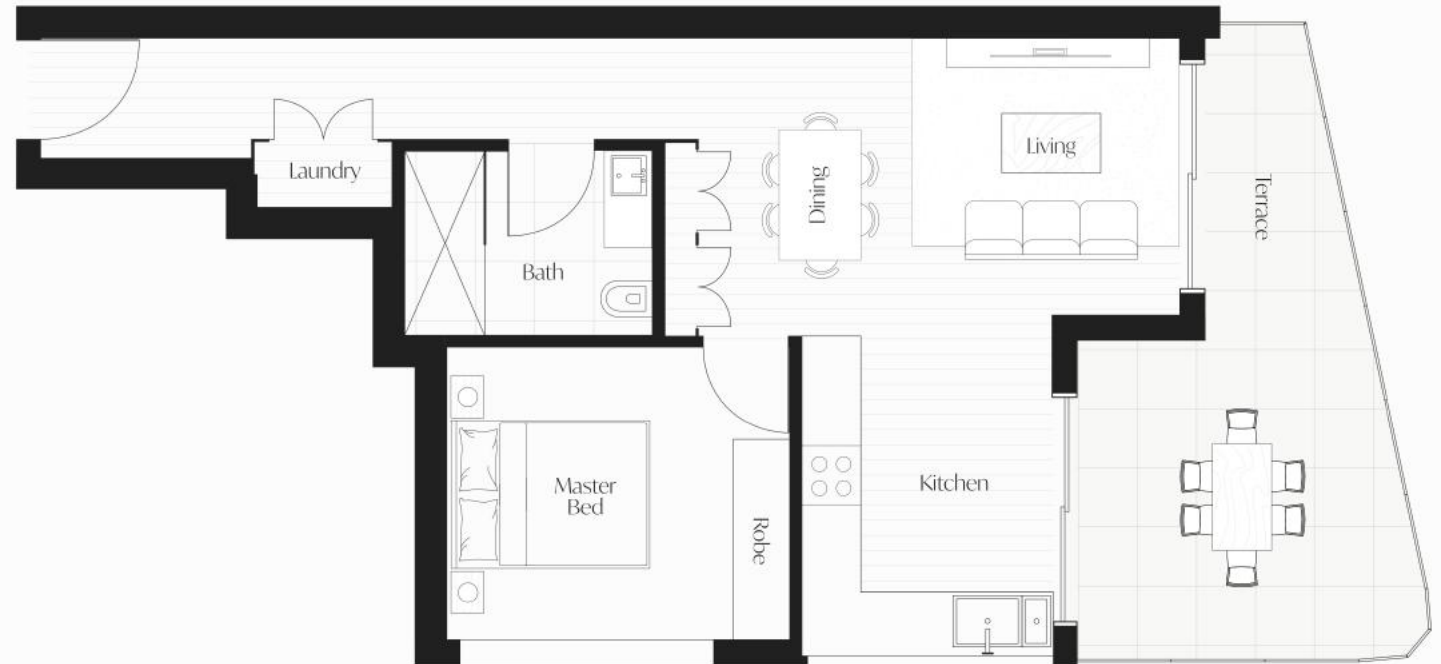 Laundry
Bath
Dining
Living
Terrace
Master
Bed
Robe
Kitchen